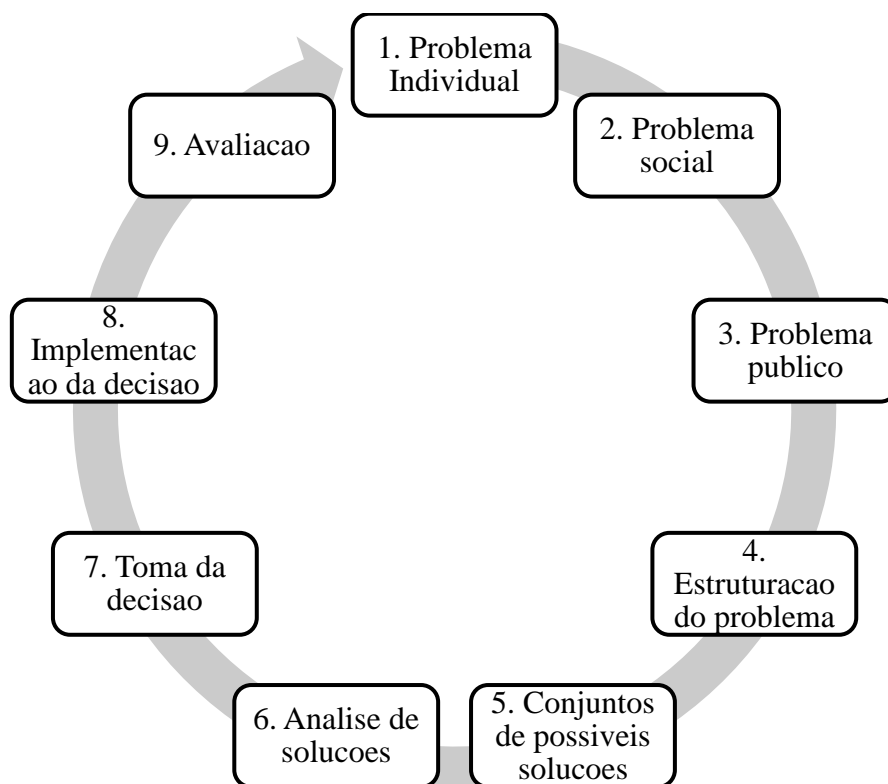 1. Problema
Individual
2. Problema
social
3. Problema
publico
4.
Estruturacao
do problema
5. Conjuntos
de possiveis
solucoes
6. Analise de
solucoes
7. Toma da
decisao
8.
Implementac
ao da decisao
9. Avaliacao